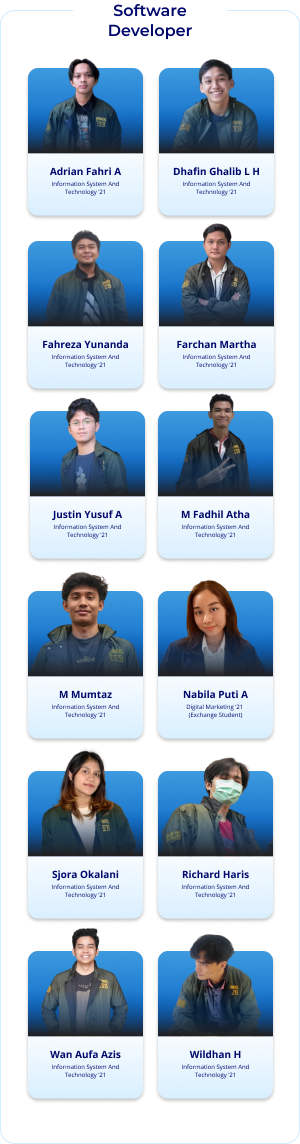 Software
Developer
Adrian Fahri A
Information System And
Technology '21
Dhafin Ghalib L H
Information System And
Technology '21
Fahreza Yunanda
Information System And
Technology '21
Farchan Martha
Information System And
Technology '21
Justin Yusuf A
Information System And
Technology '21
M Fadhil Atha
Information System And
Technology '21
M Mumtaz
Information System And
Technology '21
Nabila Puti A
Digital Marketing '21
(Exchange Student)
Sjora Okalani
Information System And
Technology '21
Richard Haris
Information System And
Technology '21
Wan Aufa Azis
Information System And
Technology '21
Wildhan H
Information System And
Technology '21